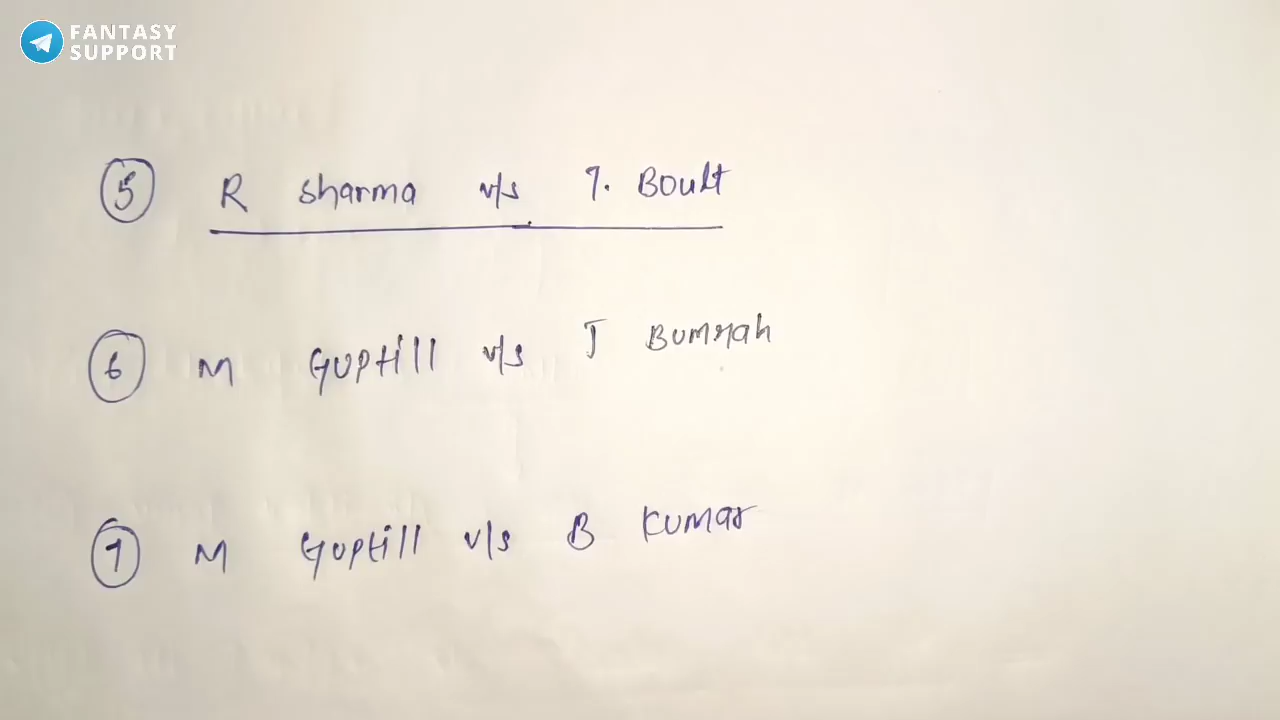 FANTASY
SUPPORT
5 R Sharma v/s T. Boult
6 M Guptill v/s J Bumrah
7 M Guptill v/s B Kumar